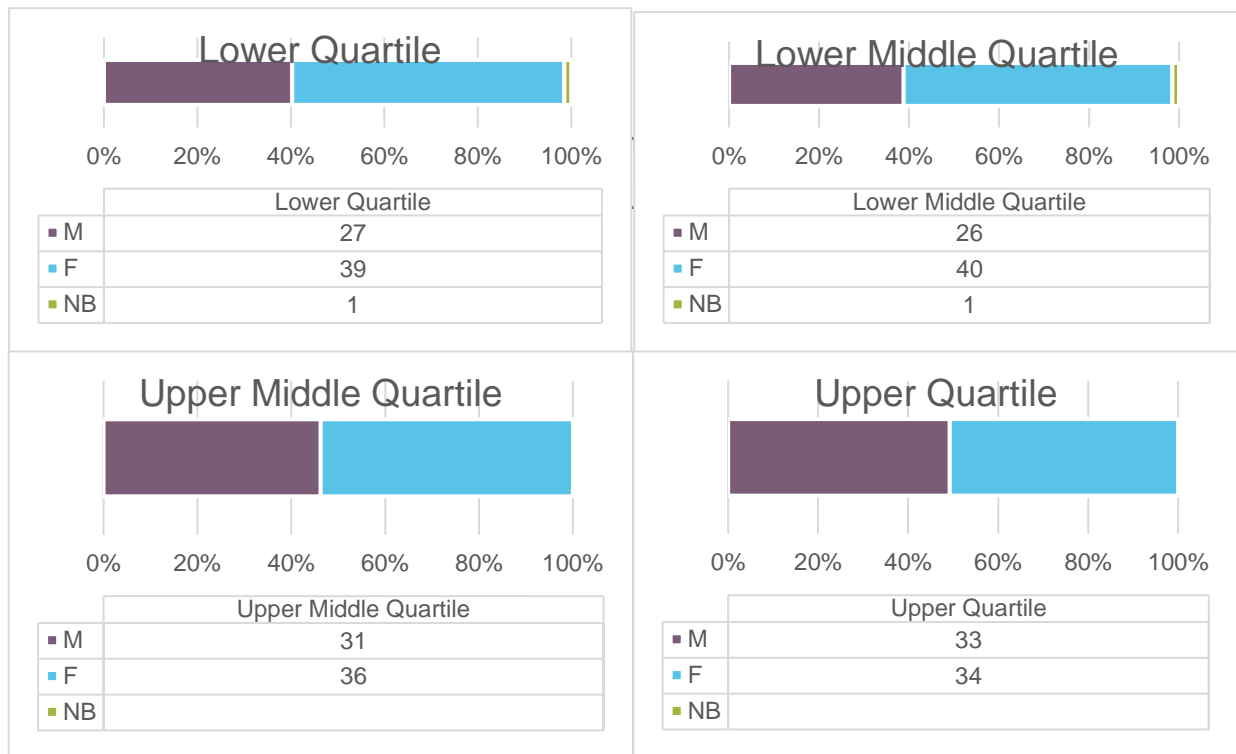 Lower Quartile
0% 20% 40% 60% 80% 100%
Lower Quartile
M 27
F 39
NB 1
Lower Middle Quartile
0% 20% 40% 60% 80% 100%
Lower Middle Quartile
M 26
F 40
NB 1
Upper Middle Quartile
0% 20% 40% 60% 80% 100%
Upper Middle Quartile
M 31
F 36
NB
Upper Quartile
0% 20% 40% 60% 80% 100%
Upper Quartile
M 33
F 34
NB